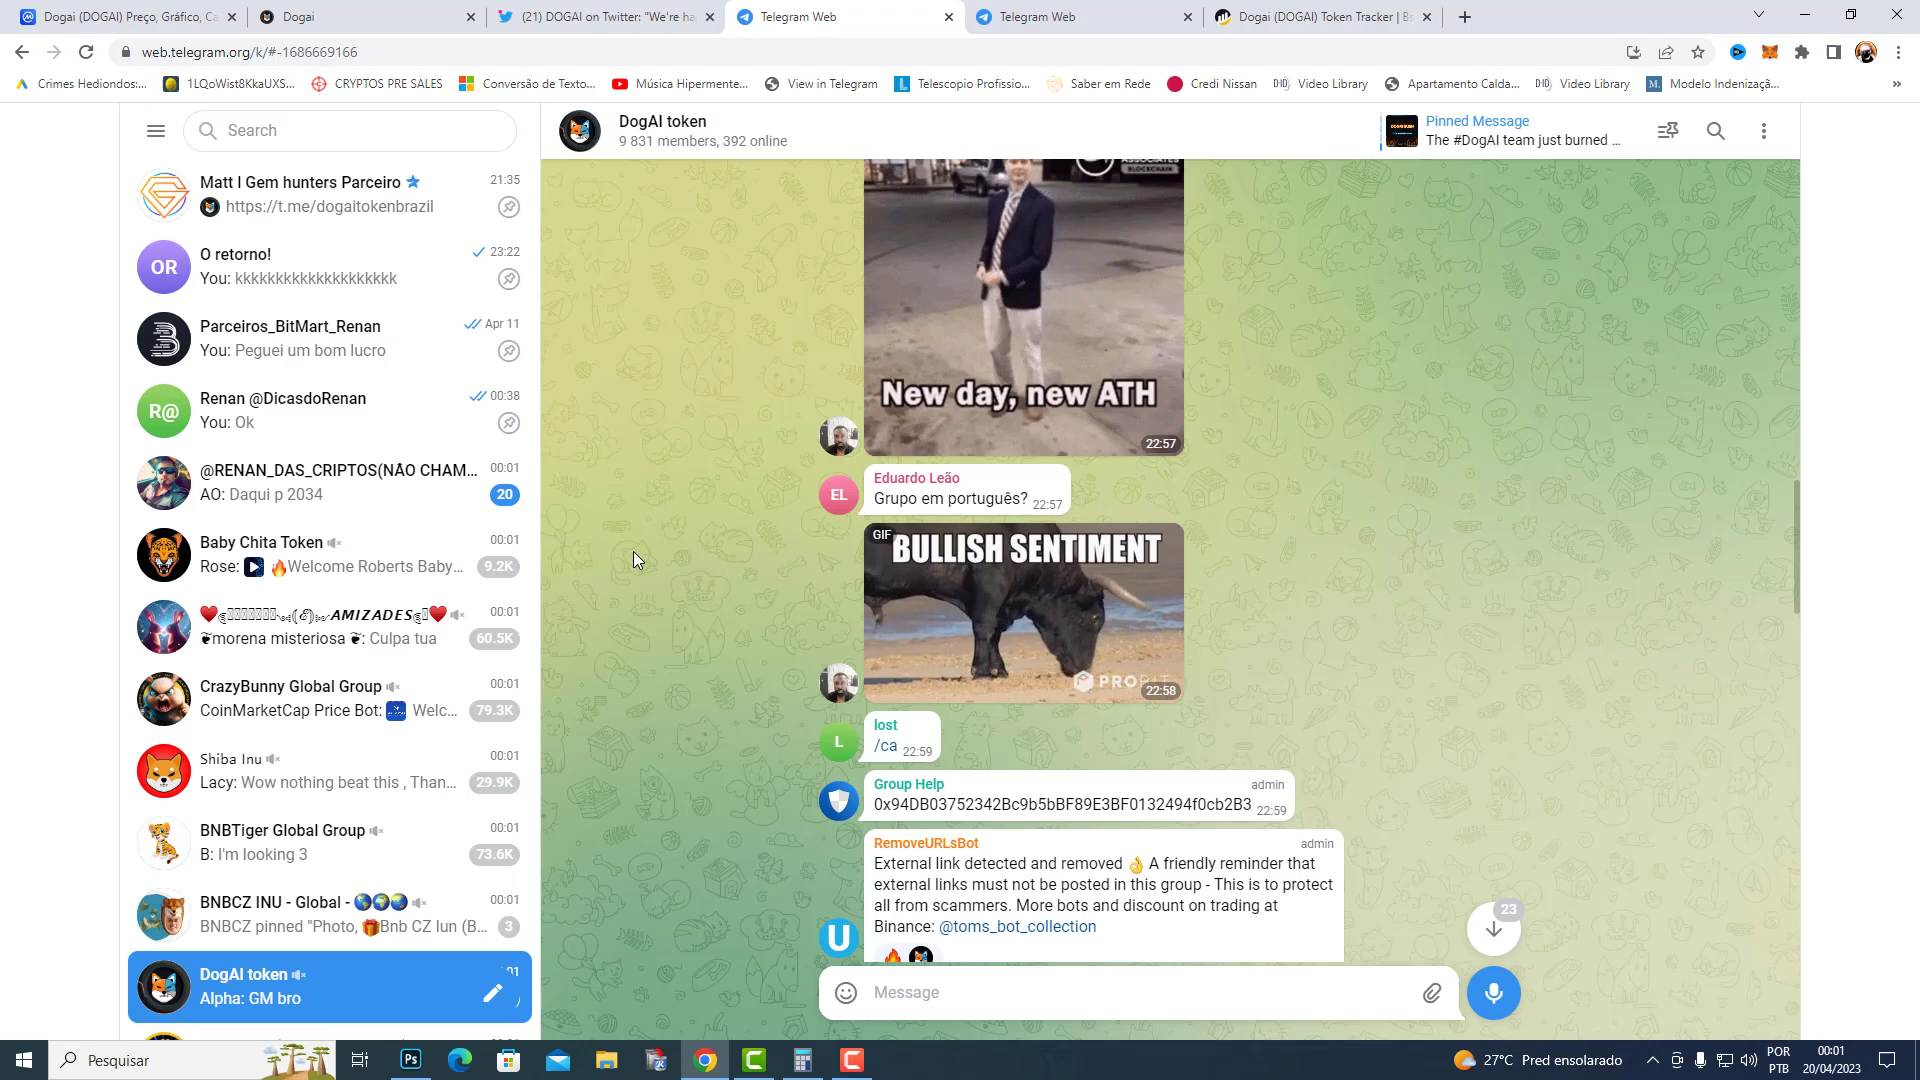 Dogai (DOGAI) Preço, Gráfico, Ca
Dogai
(21) DOGAI on Twitter: "We're ha
Telegram Web
Telegram Web
Dogai (DOGAI) Token Tracker | Bs
web.telegram.org/k/#-1686669166
Crimes Hediondos:...
1LQoWist8KkaUXS...
CRYPTOS PRE SALES
Conversão de Texto...
Música Hipermente...
View in Telegram
Telescopio Profissio...
Saber em Rede
Credi Nissan
Video Library
Apartamento Calda...
Video Library
Modelo Indenizaçã...
Search
Matt I Gem hunters Parceiro
21:35
https://t.me/dogaitokenbrazil
OR
O retorno!
23:22
You: kkkkkkkkkkkkkkkkkkkk
Parceiros_BitMart_Renan
Apr 11
You: Peguei um bom lucro
R@
Renan @DicasdoRenan
00:38
You: Ok
@RENAN_DAS_CRIPTOS(NÃO CHAM...
00:01
AO: Daqui p 2034
20
Baby Chita Token
00:01
Rose: 🔥Welcome Roberts Baby...
9.2K
AMIZADES
00:01
morena misteriosa : Culpa tua
60.5K
CrazyBunny Global Group
00:01
CoinMarketCap Price Bot: Welc...
79.3K
Shiba Inu
00:01
Lacy: Wow nothing beat this , Than...
29.9K
BNBTiger Global Group
00:01
B: I'm looking 3
73.6K
BNBCZ INU - Global - 🌎🌍🌏
00:01
BNBCZ pinned "Photo, 🎁Bnb CZ Iun (B...
3
DogAI token
Alpha: GM bro
DogAI token
9 831 members, 392 online
Pinned Message
The #DogAI team just burned ...
ASSOCIATES
BLOCKCHAIN
New day, new ATH
22:57
EL
Eduardo Leão
Grupo em português? 22:57
GIF
BULLISH SENTIMENT
22:58
L
lost
/ca 22:59
Group Help
admin
0x94DB03752342Bc9b5bBF89E3BF0132494f0cb2B3 22:59
RemoveURLsBot
admin
External link detected and removed 👌 A friendly reminder that
external links must not be posted in this group - This is to protect
all from scammers. More bots and discount on trading at
Binance: @toms_bot_collection
U
23
Message
Pesquisar
Ps
27°C Pred ensolarado
POR
PTB
00:01
20/04/2023